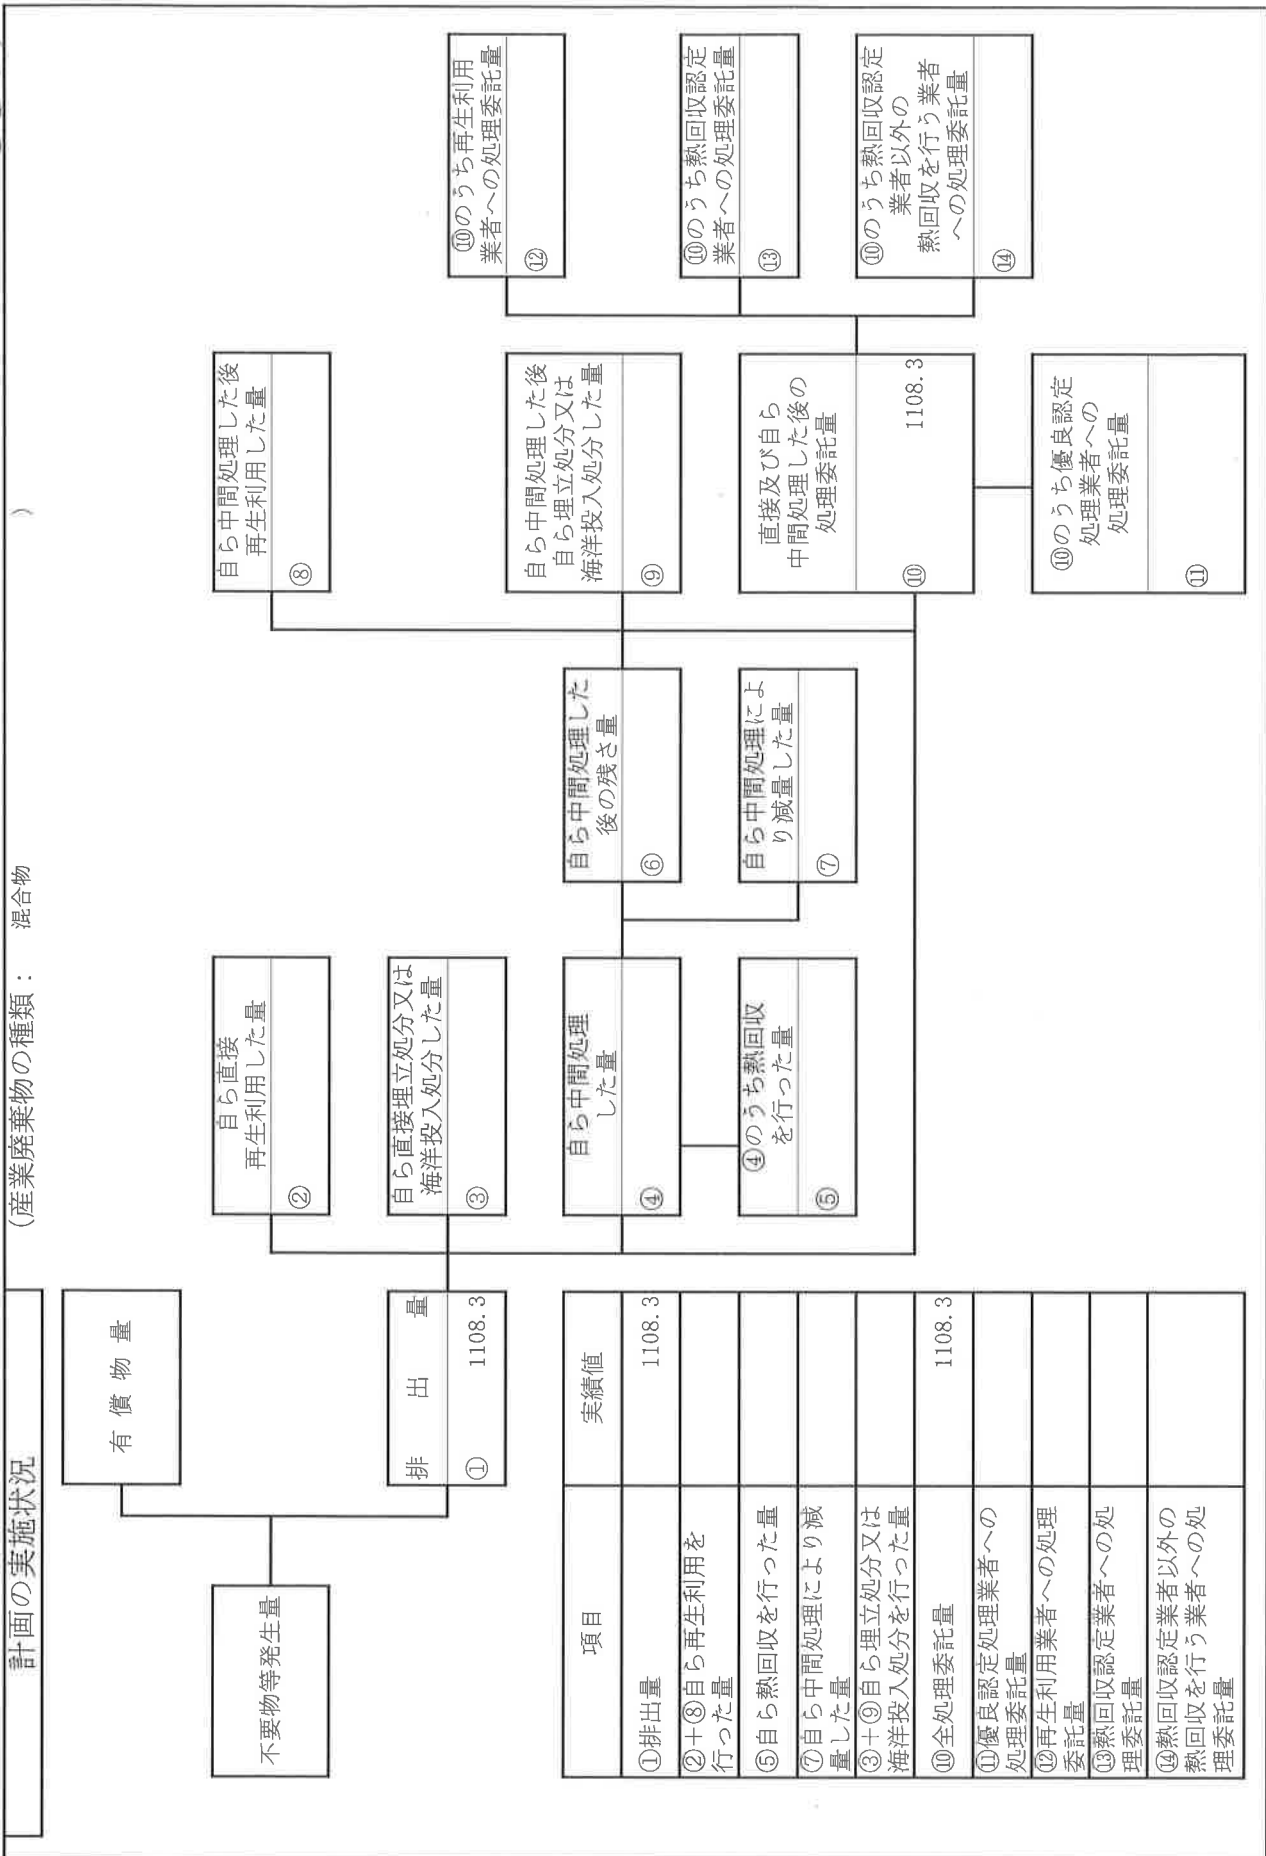 計画の実施状況
(産業廃棄物の種類： 混合物 )
不要物等発生量
有 償 物 量
排 出 量
① 1108.3
自ら直接
再生利用した量
②
自ら直接埋立処分又は
海洋投入処分した量
③
自ら中間処理
した量
④
④のうち熱回収
を行った量
⑤
自ら中間処理した
後の残さ量
⑥
自ら中間処理によ
り減量した量
⑦
自ら中間処理した後
再生利用した量
⑧
自ら中間処理した後
自ら埋立処分又は
海洋投入処分した量
⑨
直接及び自ら
中間処理した後の
処理委託量
⑩ 1108.3
⑩のうち優良認定
処理業者への
処理委託量
⑪
⑩のうち再生利用
業者への処理委託量
⑫
⑩のうち熱回収認定
業者への処理委託量
⑬
⑩のうち熱回収認定
業者以外の
熱回収を行う業者
への処理委託量
⑭
項目 実績値
①排出量 1108.3
②＋⑧自ら再生利用を
行った量
⑤自ら熱回収を行った量
⑦自ら中間処理により減
量した量
③＋⑨自ら埋立処分又は
海洋投入処分を行った量
⑩全処理委託量 1108.3
⑪優良認定処理業者への
処理委託量
⑫再生利用業者への処理
委託量
⑬熱回収認定業者への処
理委託量
⑭熱回収認定業者以外の
熱回収を行う業者への処
理委託量